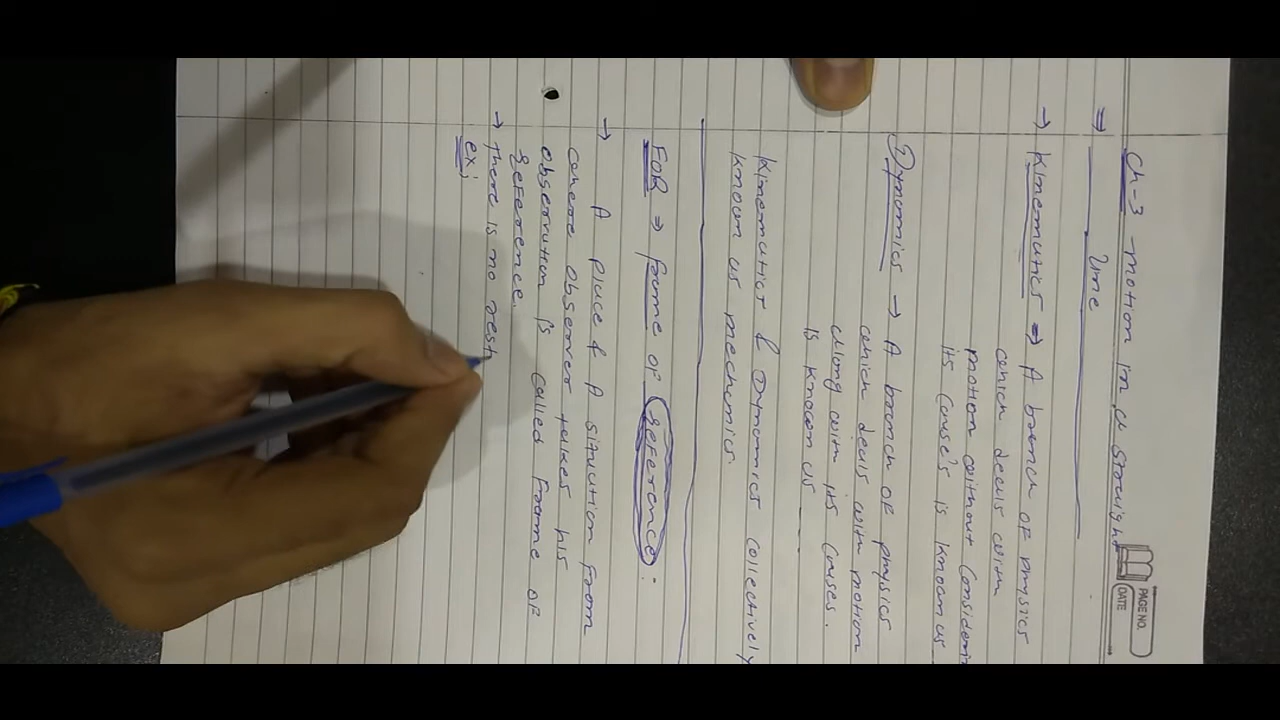 PAGE NO.
DATE
Ch-3 motion in a straight
line
→ Kinematics ⇒ A branch of physics
which deals with
motion without considerin
its cause's is known as
Dynamics → A branch of physics
which deals with motion
along with its causes.
is known as
Kinematics & Dynamics collectively
known as mechanics.
FOR ⇒ frame of reference:
→ A place & A situation from
where observer takes his
observation is called frame of
reference.
→ there is no rest
ex: